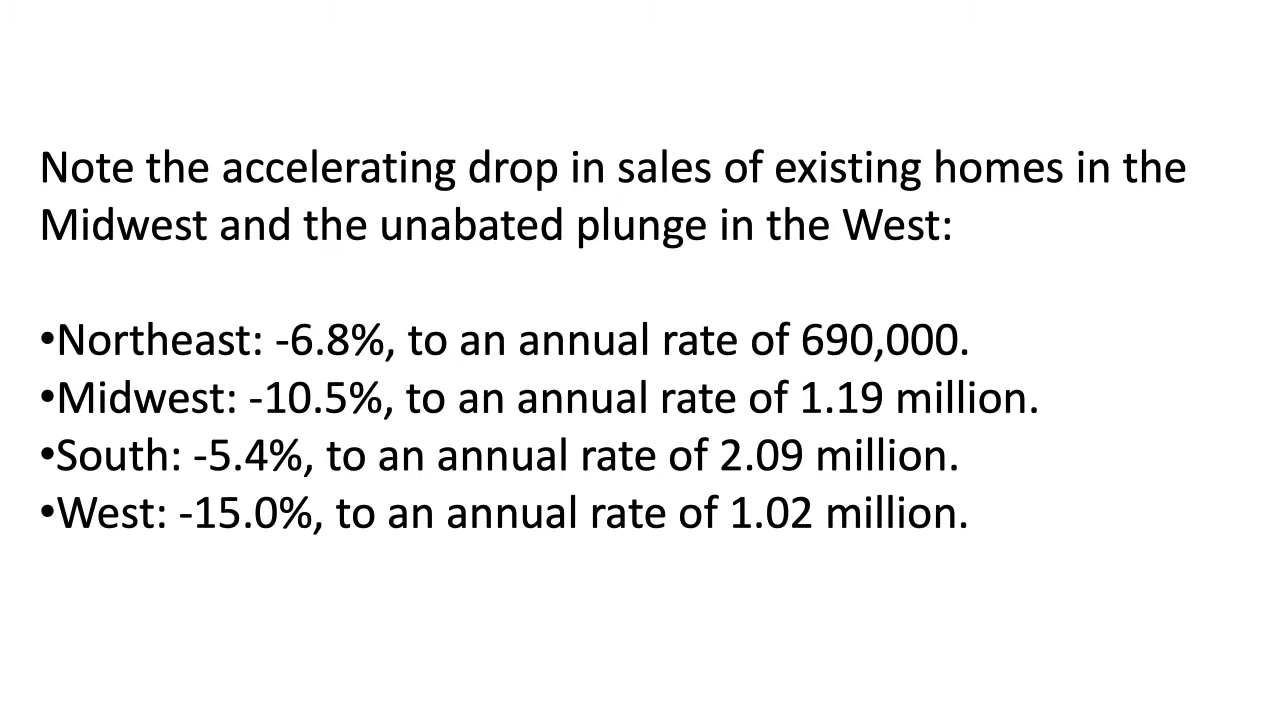 Note the accelerating drop in sales of existing homes in the
Midwest and the unabated plunge in the West:
•Northeast: -6.8%, to an annual rate of 690,000.
•Midwest: -10.5%, to an annual rate of 1.19 million.
•South: -5.4%, to an annual rate of 2.09 million.
•West: -15.0%, to an annual rate of 1.02 million.